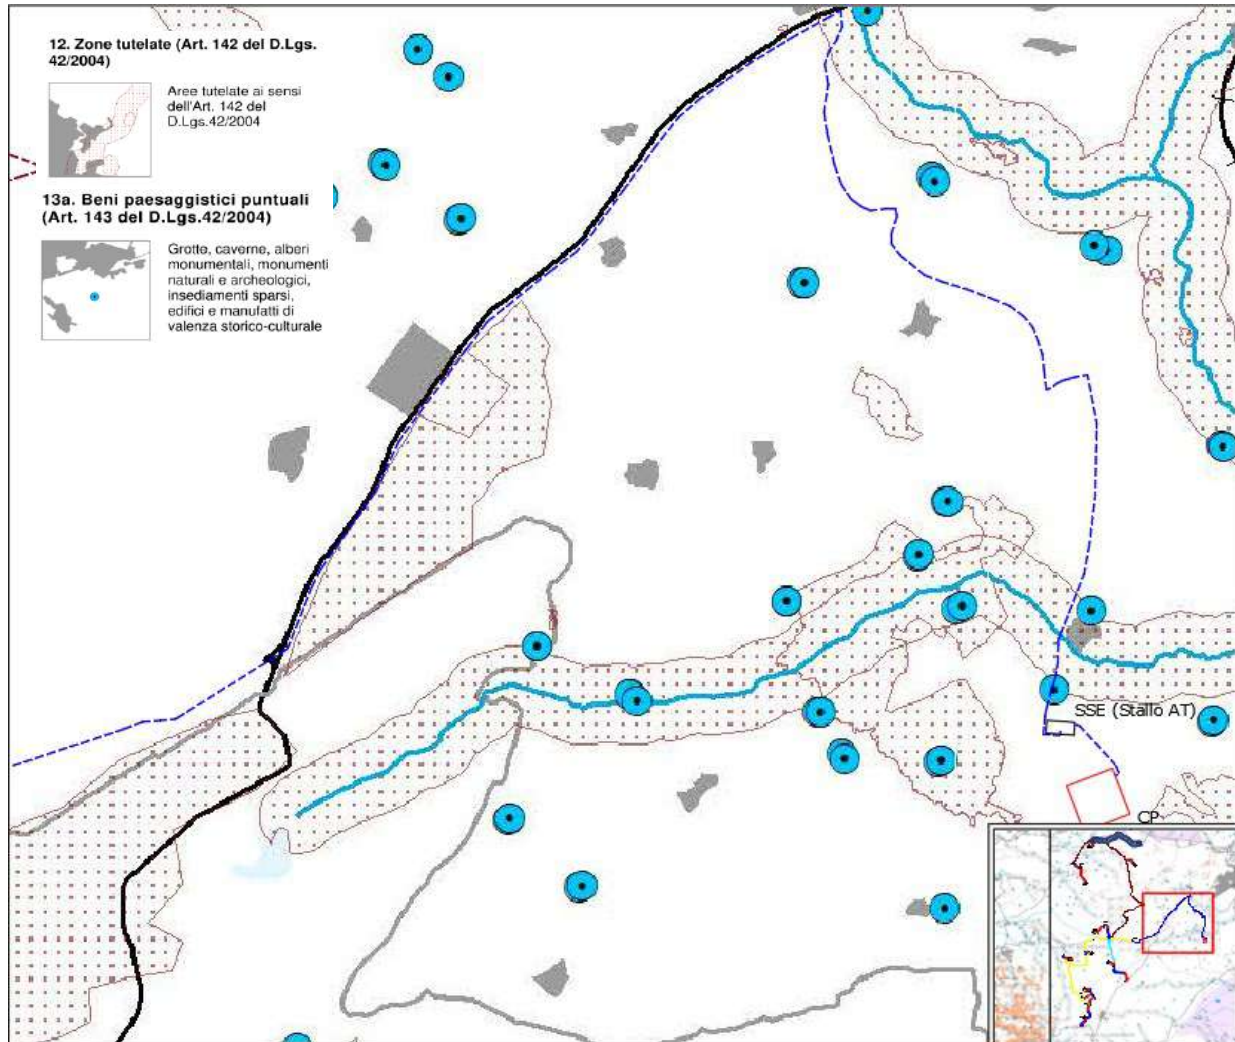 12. Zone tutelate (Art. 142 del D.Lgs.
42/2004)
Aree tutelate ai sensi
dell'Art. 142 del
D.Lgs.42/2004
13a. Beni paesaggistici puntuali
(Art. 143 del D.Lgs.42/2004)
Grotte, caverne, alberi
monumentali, monumenti
naturali e archeologici,
insediamenti sparsi,
edifici e manufatti di
valenza storico-culturale
SSE (Stallo AT)
CP